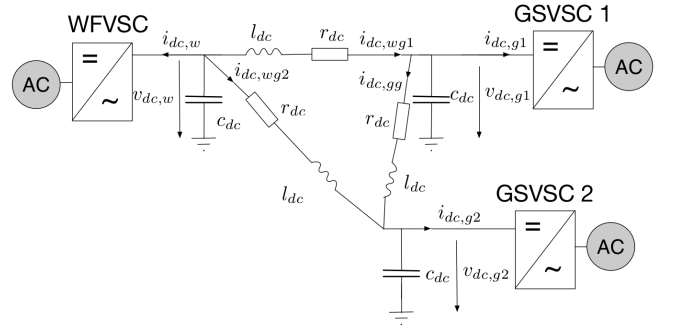 WFVSC
GSVSC 1
AC
=
~
i_{dc,w}
l_{dc}
r_{dc}
i_{dc,wg1}
i_{dc,g1}
=
~
AC
v_{dc,w}
i_{dc,wg2}
c_{dc}
r_{dc}
i_{dc,gg}
c_{dc}
v_{dc,g1}
r_{dc}
l_{dc}
l_{dc}
GSVSC 2
i_{dc,g2}
=
~
AC
c_{dc}
v_{dc,g2}